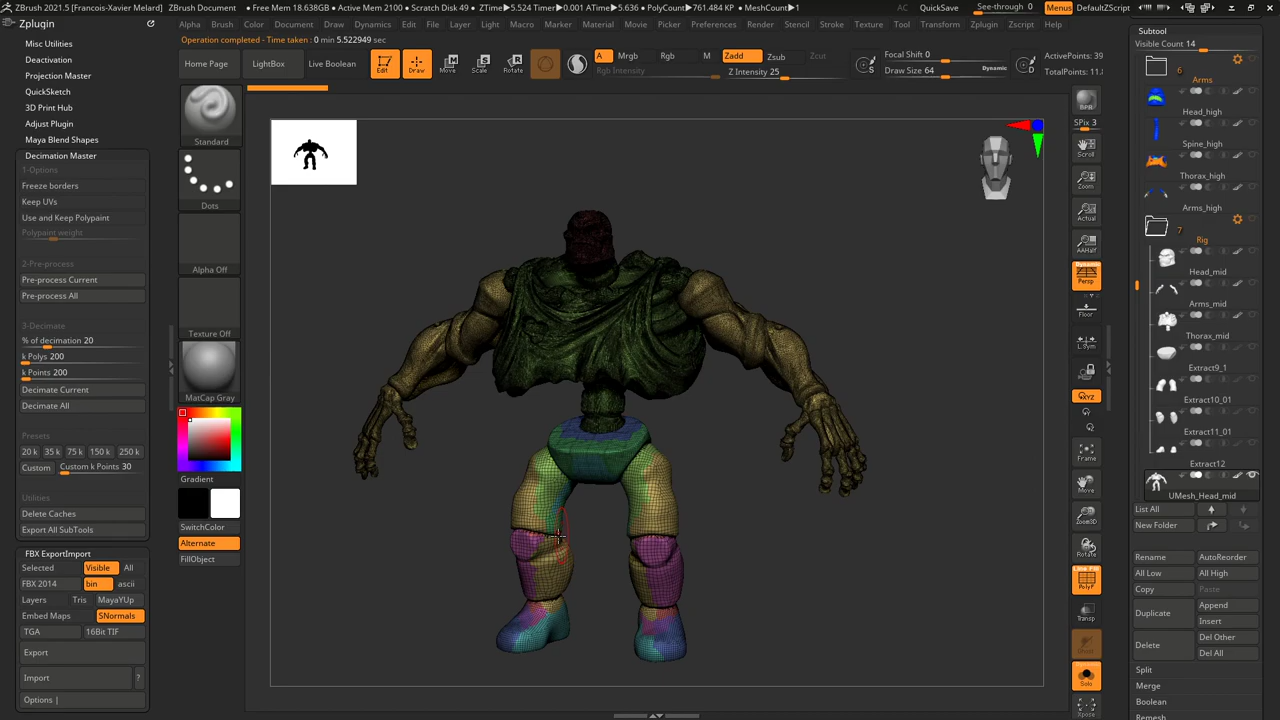 ZBrush 2021.5 [Francois-Xavier Melard]
ZBrush Document
• Free Mem 18.638GB • Active Mem 2100 • Scratch Disk 49 • ZTime▶5.524 Timer▶0.001 ATime▶5.636 • PolyCount▶761.484 KP • MeshCount▶1
AC
QuickSave
See-through 0
Menus
DefaultZScript
Zplugin
Alpha Brush Color Document Draw Dynamics Edit File Layer Light Macro Marker Material Movie Picker Preferences Render Stencil Stroke Texture Tool Transform Zplugin Zscript Help
Operation completed - Time taken : 0 min 5.522949 sec
Home Page
LightBox
Live Boolean
Edit
Draw
Move
Scale
Rotate
A
Mrgb
Rgb
M
Rgb Intensity
Zadd
Zsub
Zcut
Z Intensity 25
Focal Shift 0
Draw Size 64
Dynamic
S
D
ActivePoints: 39
TotalPoints: 11.
Misc Utilities
Deactivation
Projection Master
QuickSketch
3D Print Hub
Adjust Plugin
Maya Blend Shapes
Decimation Master
1-Options
Freeze borders
Keep UVs
Use and Keep Polypaint
Polypaint weight
2-Pre-process
Pre-process Current
Pre-process All
3-Decimate
% of decimation 20
k Polys 200
k Points 200
Decimate Current
Decimate All
Presets
20 k 35 k 75 k 150 k 250 k
Custom
Custom k Points 30
Utilities
Delete Caches
Export All SubTools
FBX ExportImport
Selected Visible All
FBX 2014 bin ascii
Layers Tris MayaYUp
Embed Maps SNormals
TGA 16Bit TIF
Export
Import ?
Options |
Standard
Dots
Alpha Off
Texture Off
MatCap Gray
Gradient
SwitchColor
Alternate
FillObject
BPR
SPix 3
Scroll
Zoom
Actual
AAHalf
Dynamic
Persp
Floor
L.Sym
XYZ
Frame
Move
Zoom3D
Rotate
Line Fill
PolyF
Transp
Ghost
Dynamic
Solo
Xpose
Subtool
Visible Count 14
6
Arms
Head_high
Spine_high
Thorax_high
Arms_high
7
Rig
Head_mid
Arms_mid
Thorax_mid
Extract9_1
Extract10_01
Extract11_01
Extract12
UMesh_Head_mid
List All
New Folder
Rename AutoReorder
All Low All High
Copy Paste
Duplicate Append
Insert
Delete Del Other
Del All
Split
Merge
Boolean
Remesh